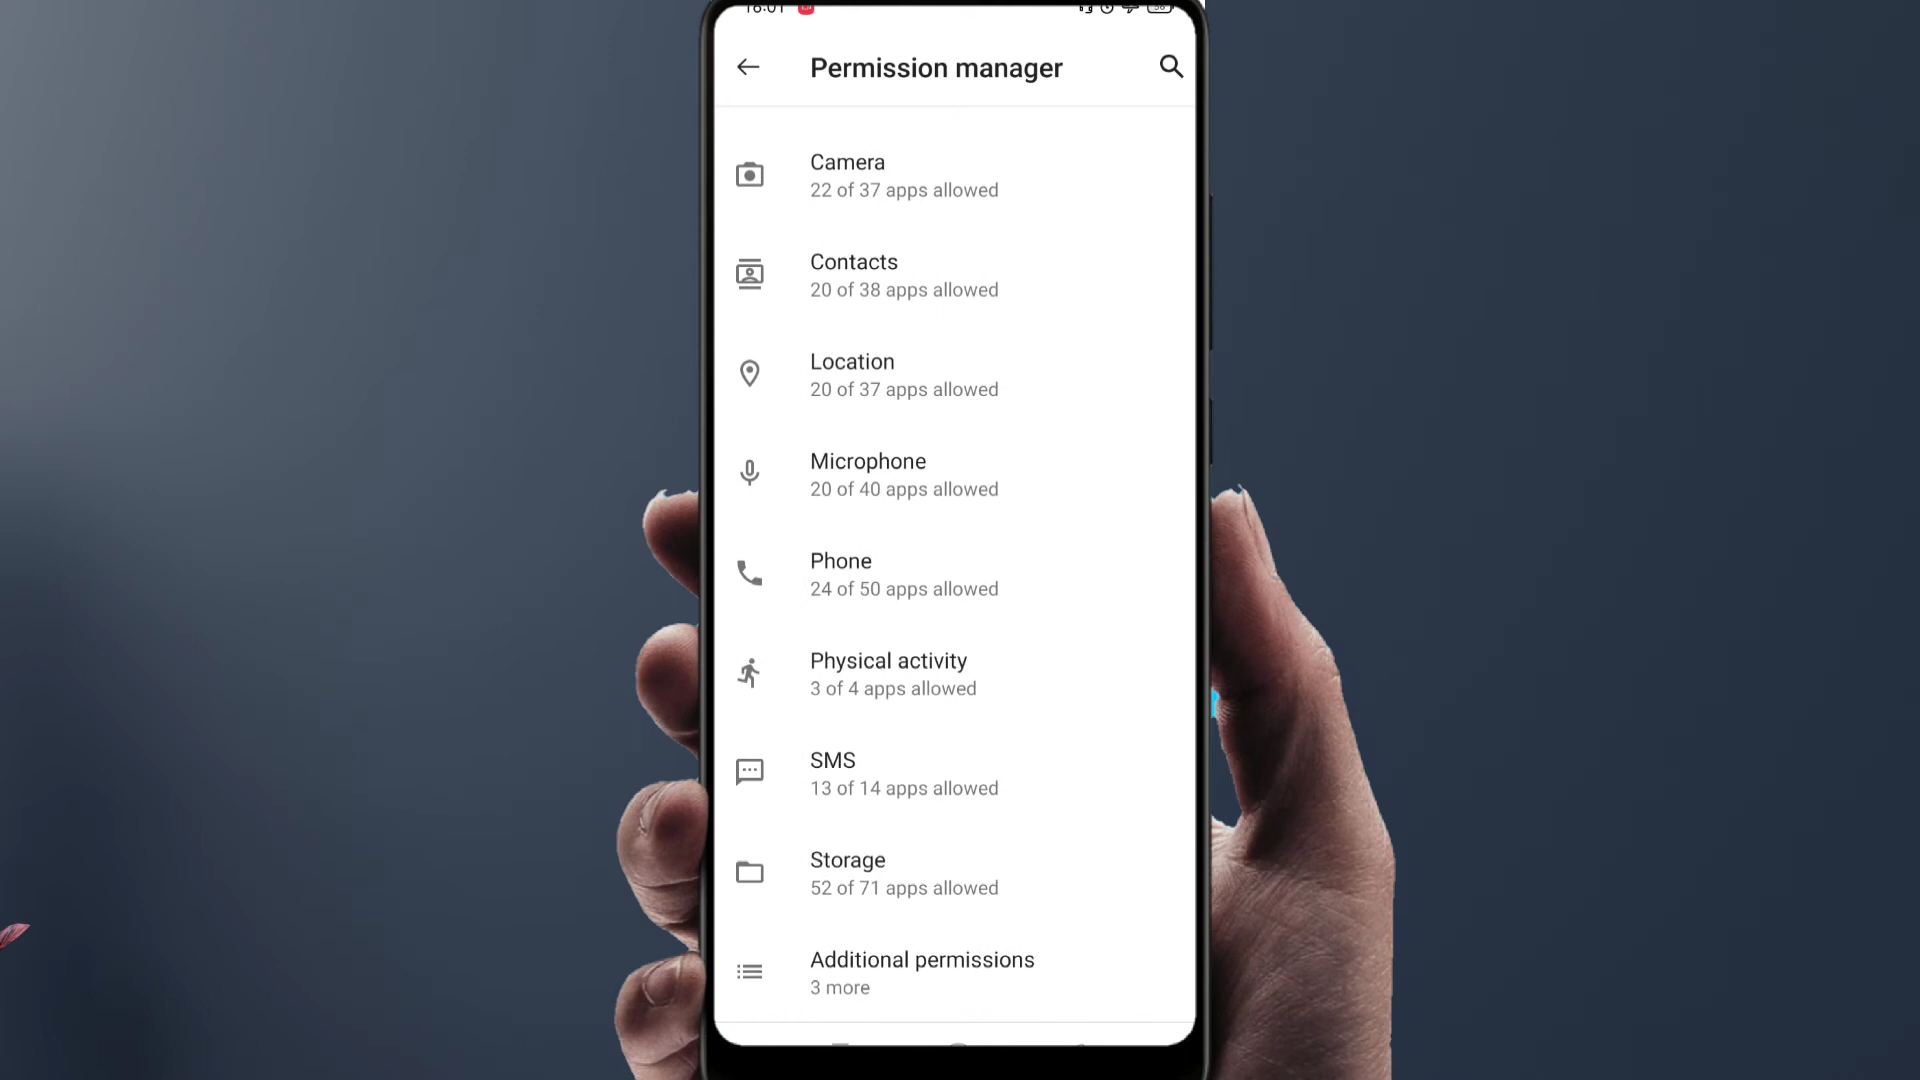 18:01
Permission manager
Camera
22 of 37 apps allowed
Contacts
20 of 38 apps allowed
Location
20 of 37 apps allowed
Microphone
20 of 40 apps allowed
Phone
24 of 50 apps allowed
Physical activity
3 of 4 apps allowed
SMS
13 of 14 apps allowed
Storage
52 of 71 apps allowed
Additional permissions
3 more